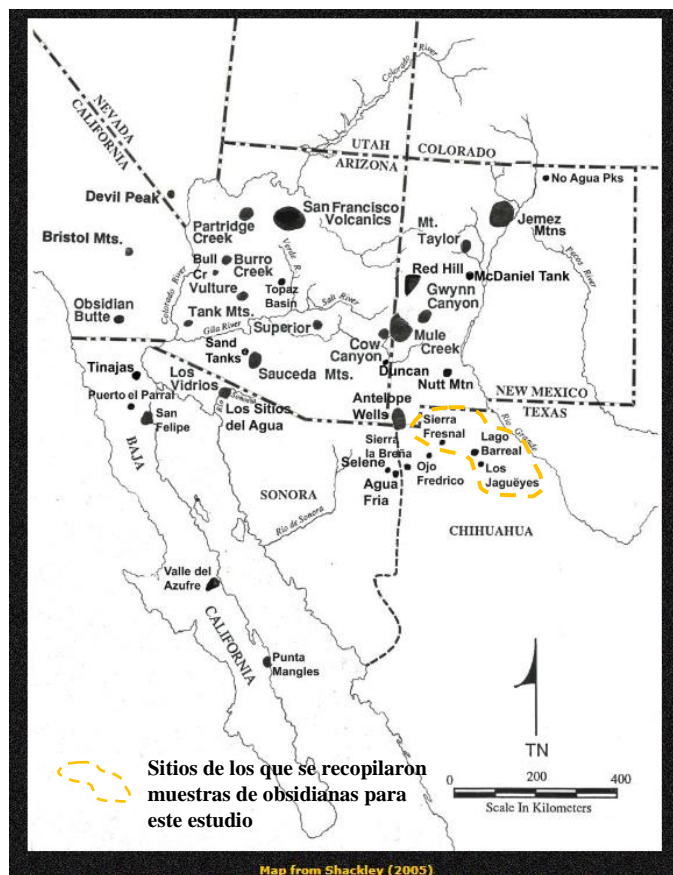 NEVADA
CALIFORNIA
Colorado River
UTAH
COLORADO
ARIZONA
No Agua Pks
Devil Peak
San Francisco
Volcanics
Partridge
Creek
Verde R.
Mt.
Taylor
Jemez
Mtns
Pecos River
Bristol Mts.
Bull
Cr
Burro
Creek
Topaz
Basin
Red Hill
McDaniel Tank
Gwynn
Canyon
Vulture
Colorado River
Obsidian
Butte
Tank Mts.
Salt River
Gila River
Superior
Mule
Creek
Cow
Canyon
Sand
Tanks
Duncan
Nutt Mtn
Tinajas
Los
Vidrios
Sauceda Mts.
NEW MEXICO
TEXAS
Puerto el Parral
San
Felipe
Rio Sonoyta
Los Sitios
del Agua
Antelope
Wells
Sierra
Fresnal
Rio Grande
Lago
Barreal
BAJA
Sierra
la Breña
Selene
Agua
Fria
Ojo
Fredrico
Los
Jaguëyes
SONORA
Rio de Sonora
CHIHUAHUA
Valle del
Azufre
CALIFORNIA
Punta
Mangles
TN
Sitios de los que se recopilaron
muestras de obsidianas para
este estudio
0 200 400
Scale In Kilometers
Map from Shackley (2005)